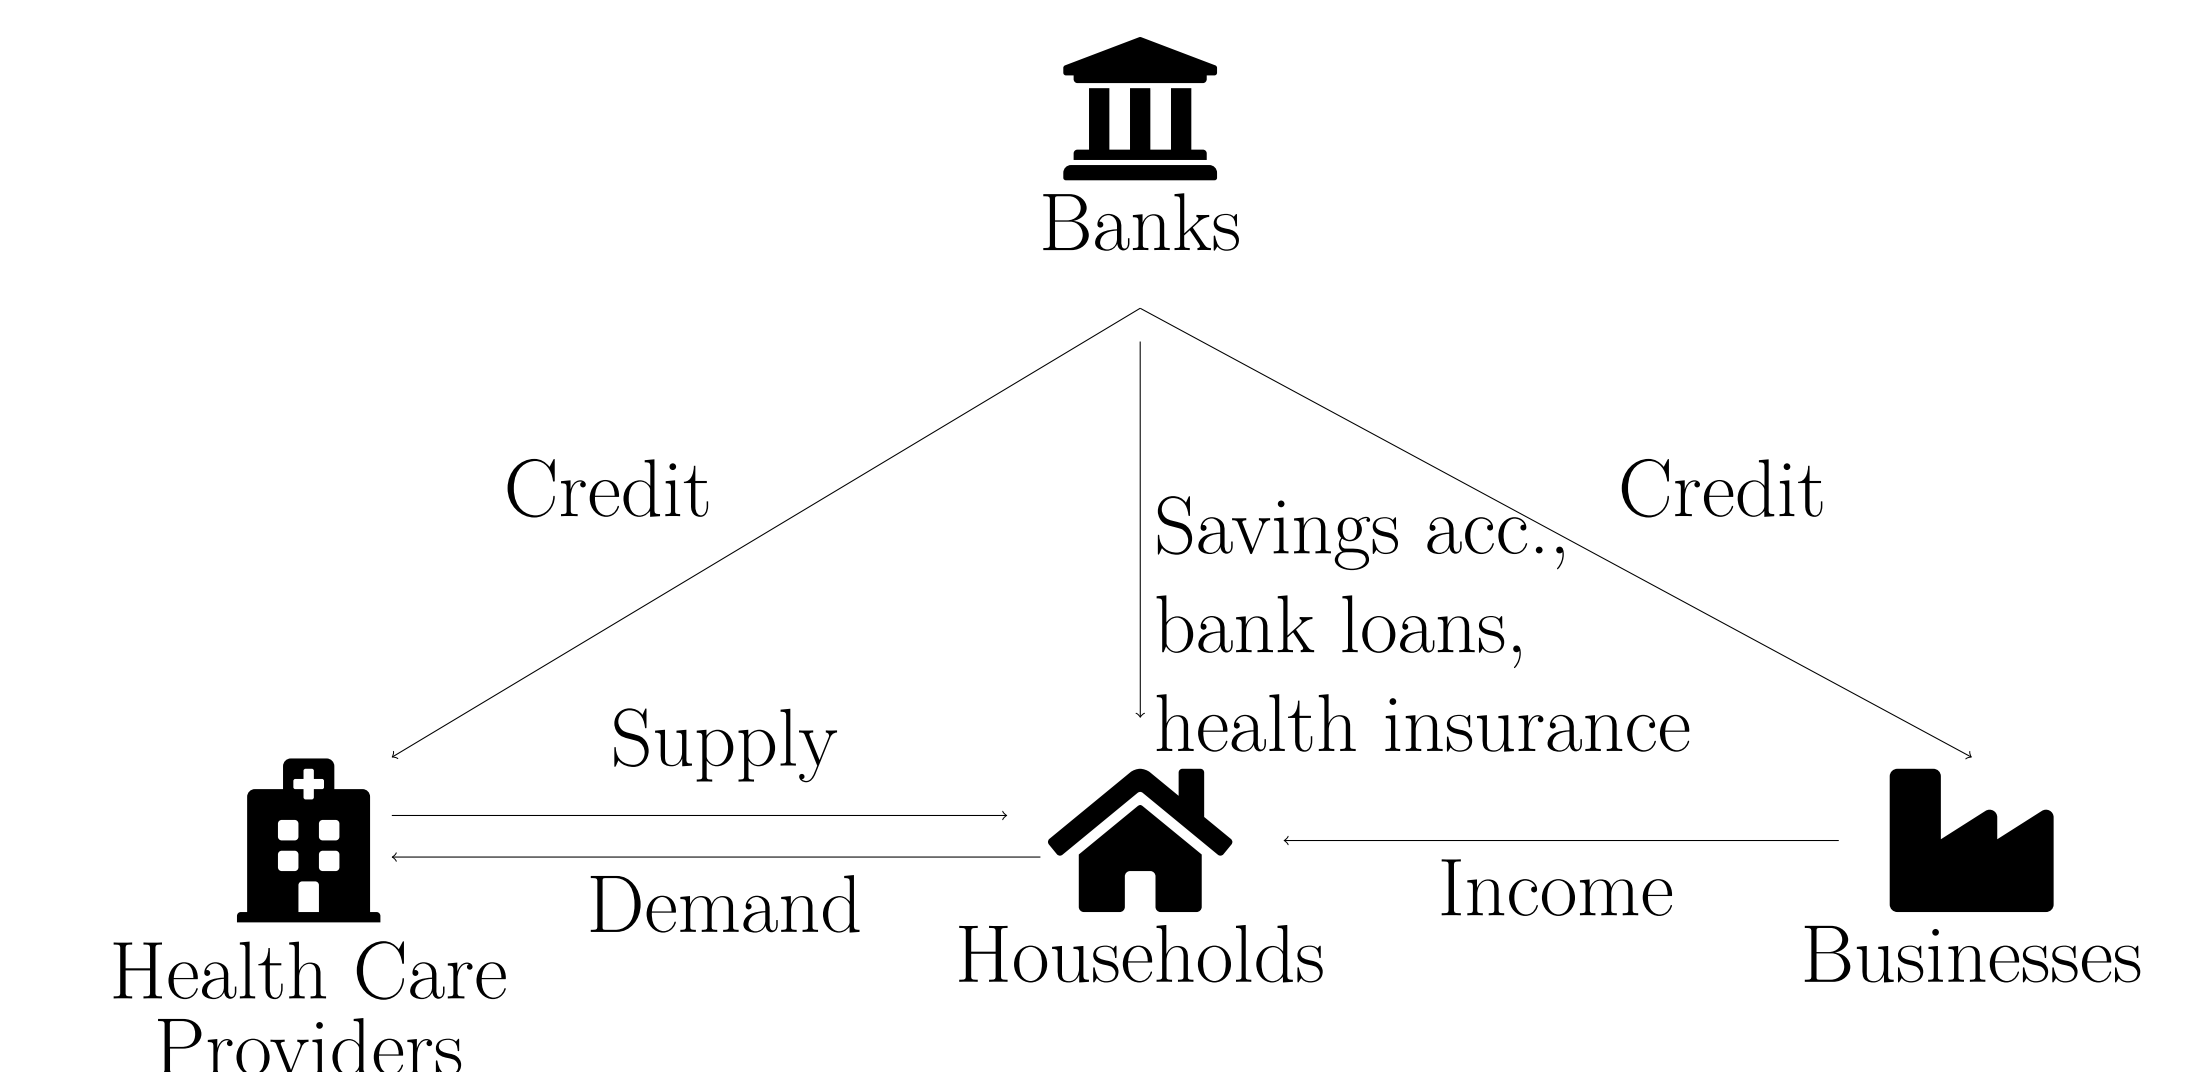 Banks
Credit
Credit
Savings acc.,
bank loans,
health insurance
Supply
Demand
Income
Health Care
Providers
Households
Businesses